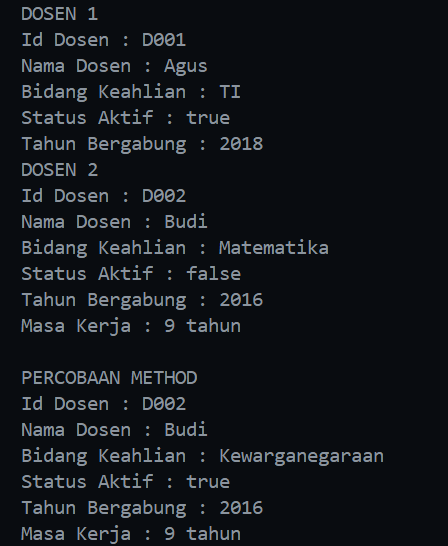 DOSEN 1
Id Dosen : D001
Nama Dosen : Agus
Bidang Keahlian : TI
Status Aktif : true
Tahun Bergabung : 2018
DOSEN 2
Id Dosen : D002
Nama Dosen : Budi
Bidang Keahlian : Matematika
Status Aktif : false
Tahun Bergabung : 2016
Masa Kerja : 9 tahun
PERCOBAAN METHOD
Id Dosen : D002
Nama Dosen : Budi
Bidang Keahlian : Kewarganegaraan
Status Aktif : true
Tahun Bergabung : 2016
Masa Kerja : 9 tahun